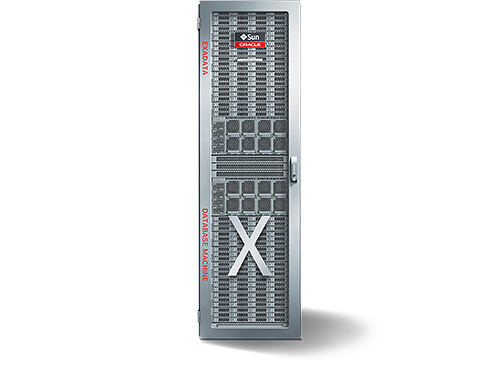 Sun
ORACLE
EXADATA
DATABASE MACHINE
X